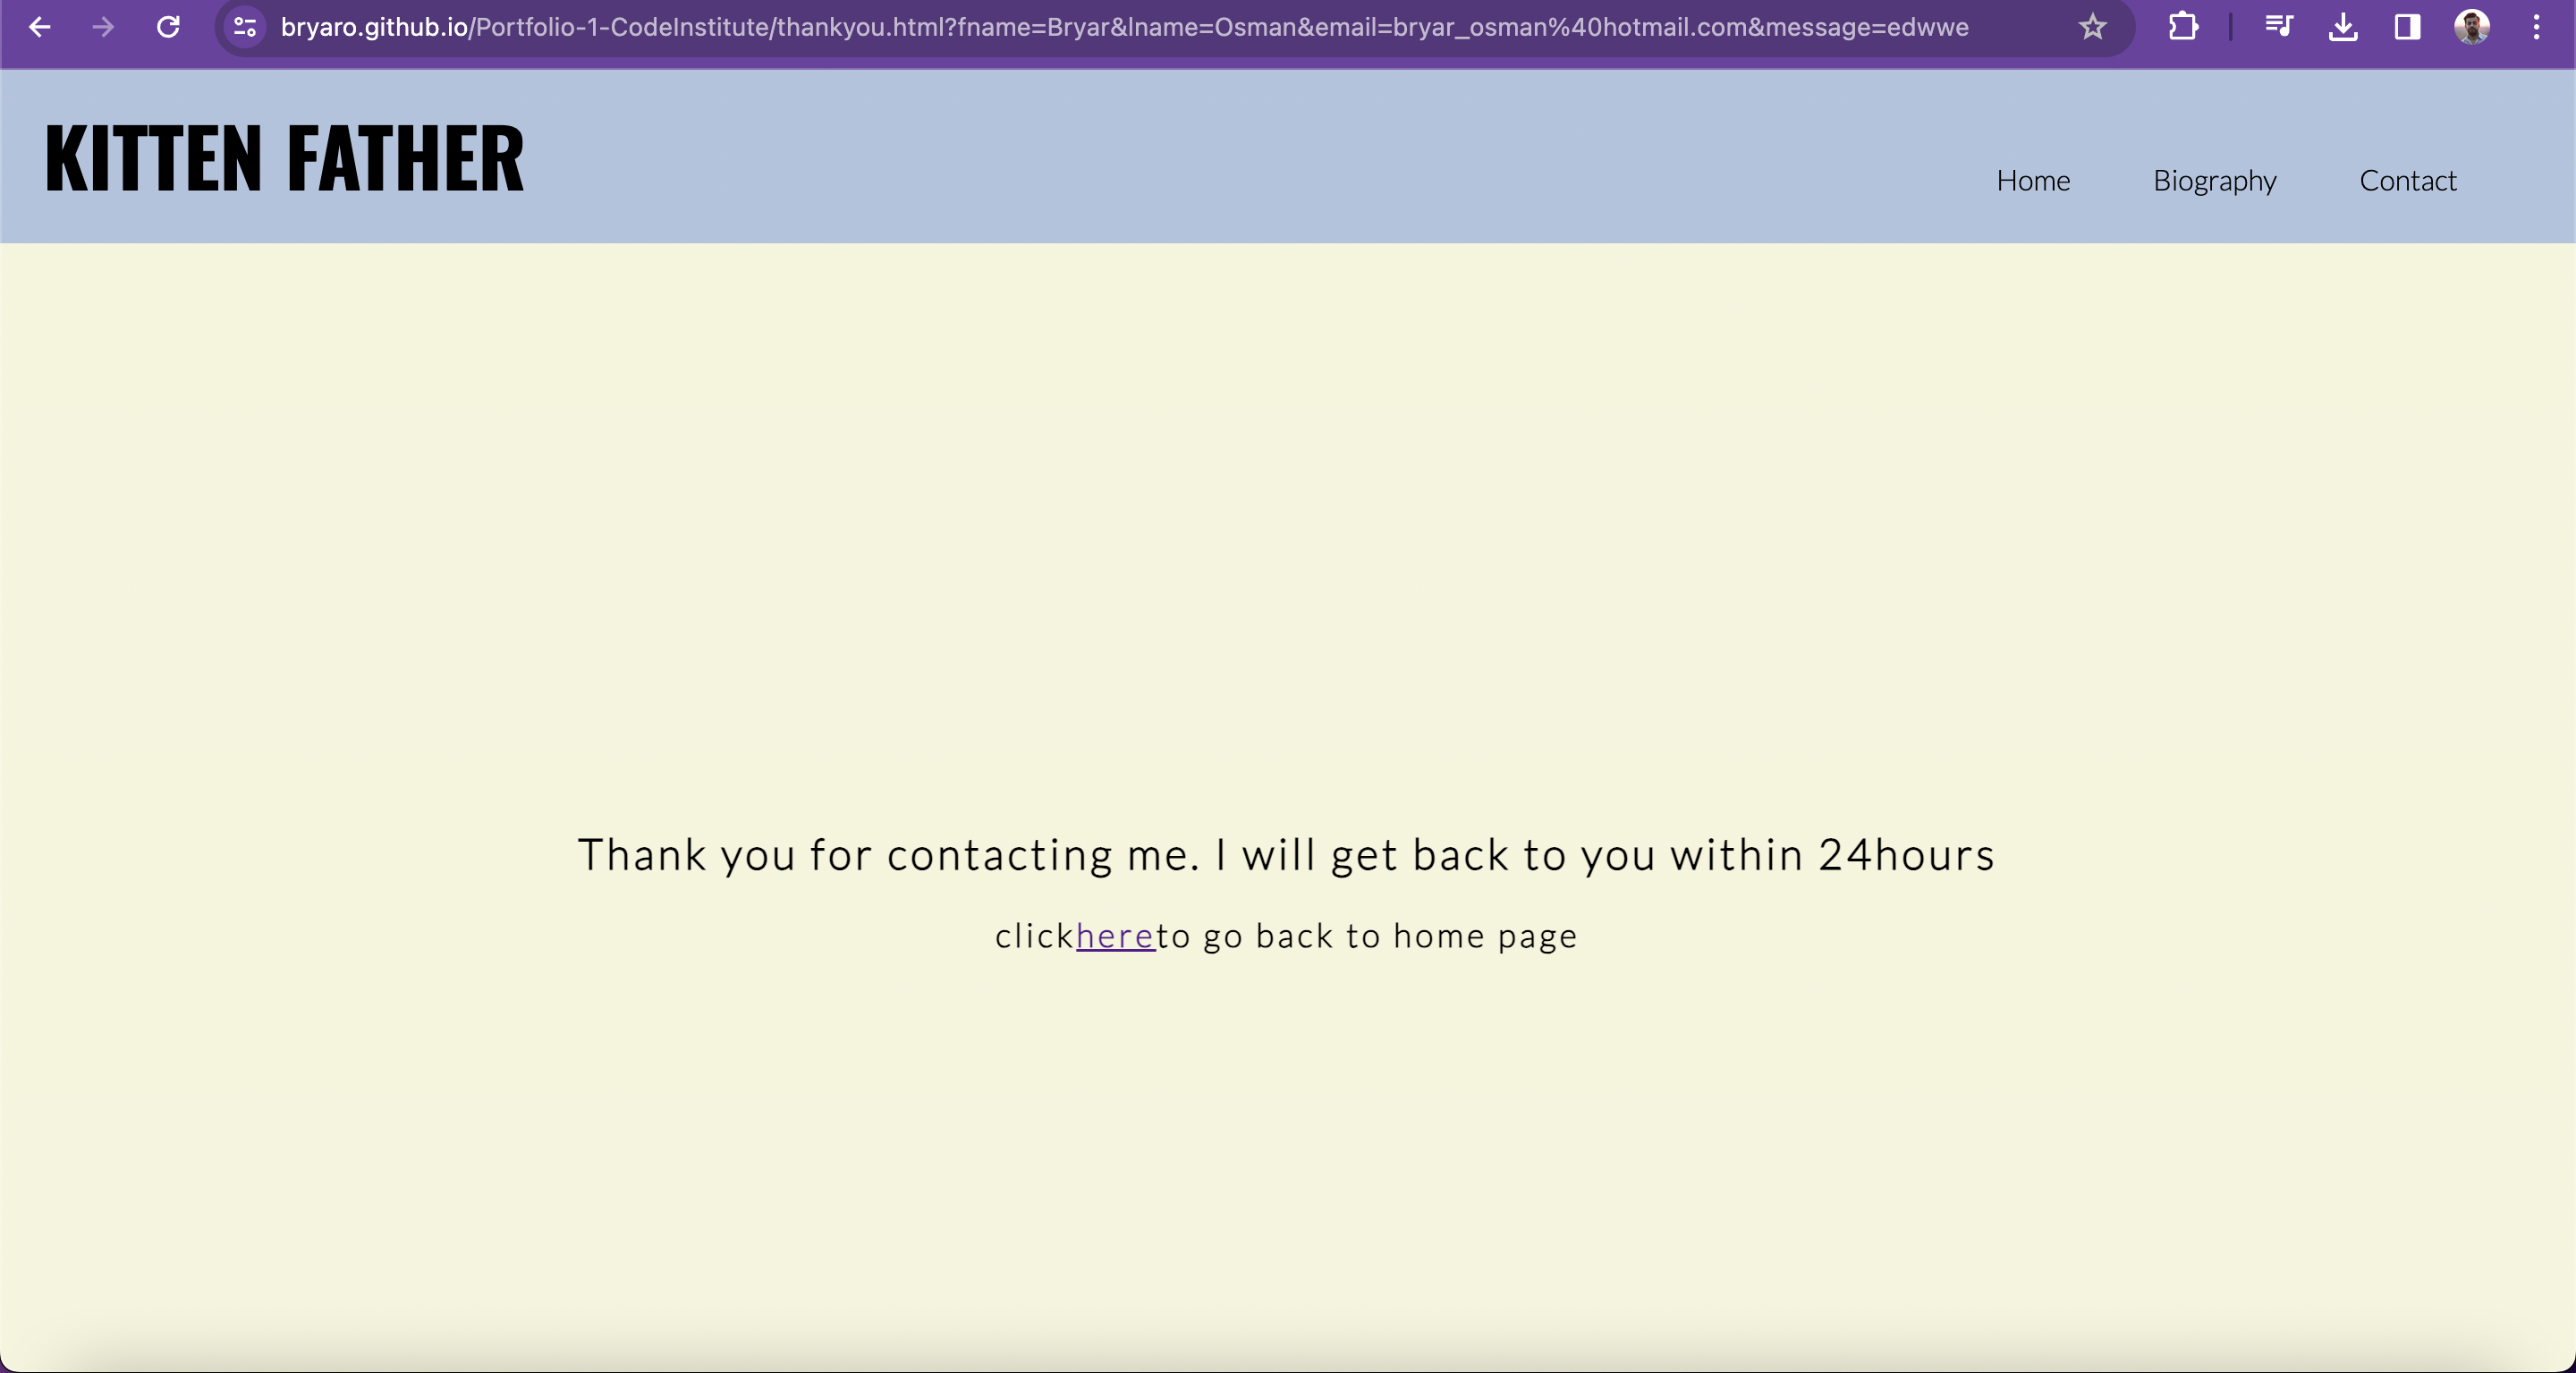 bryaro.github.io/Portfolio-1-CodeInstitute/thankyou.html?fname=Bryar&lname=Osman&email=bryar_osman%40hotmail.com&message=edwwe
KITTEN FATHER
Home Biography Contact
Thank you for contacting me. I will get back to you within 24hours
clickhereto go back to home page